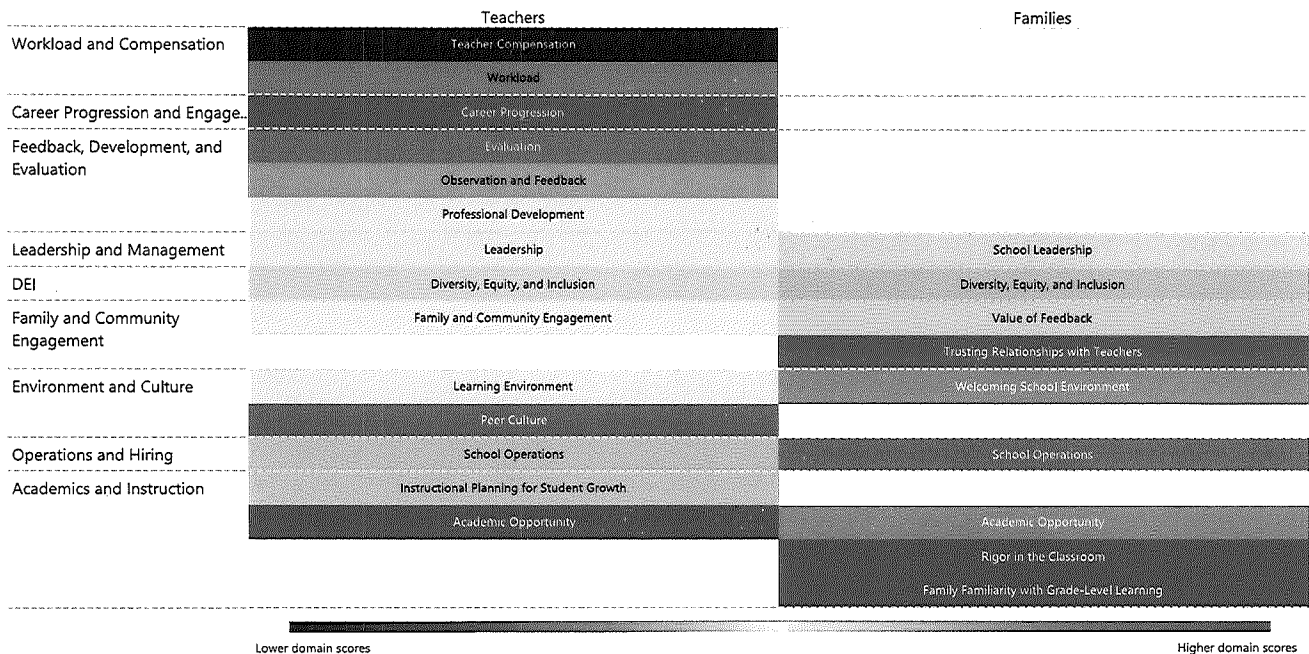 Teachers Families
Workload and Compensation
Teacher Compensation
Workload
Career Progression and Engage..
Career Progression
Feedback, Development, and
Evaluation
Evaluation
Observation and Feedback
Professional Development
Leadership and Management
Leadership
School Leadership
DEI
Diversity, Equity, and Inclusion
Diversity, Equity, and Inclusion
Family and Community
Engagement
Family and Community Engagement
Value of Feedback
Trusting Relationships with Teachers
Environment and Culture
Learning Environment
Welcoming School Environment
Peer Culture
Operations and Hiring
School Operations
School Operations
Academics and Instruction
Instructional Planning for Student Growth
Academic Opportunity
Academic Opportunity
Rigor in the Classroom
Family Familiarity with Grade-Level Learning
Lower domain scores
Higher domain scores